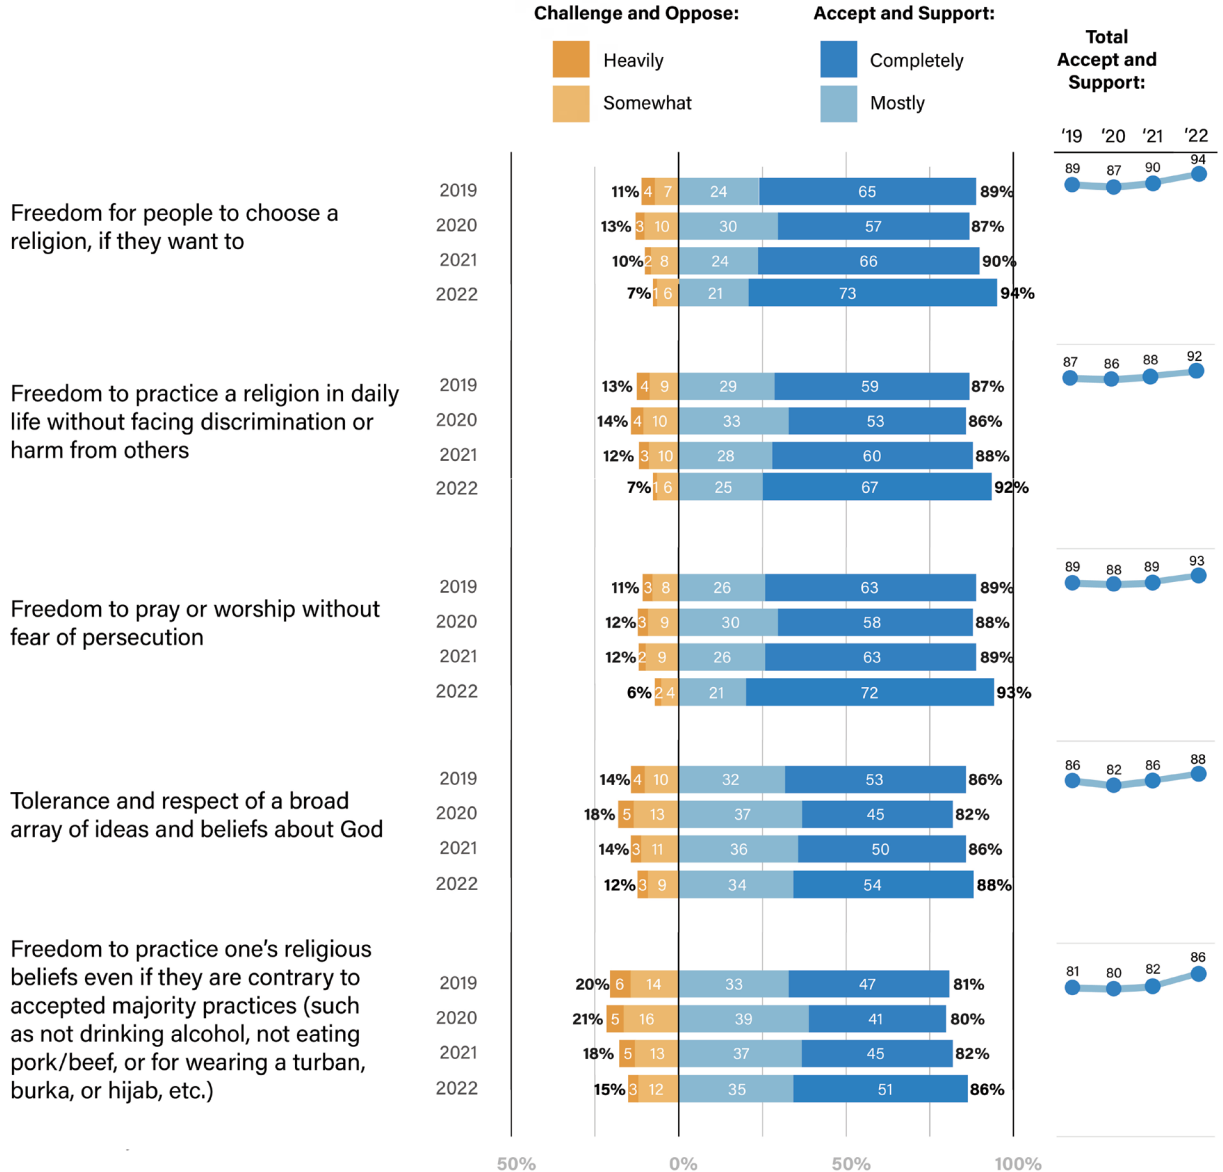 Challenge and Oppose:
Heavily
Somewhat
Accept and Support:
Completely
Mostly
Total
Accept and
Support:
'19 '20 '21 '22
Freedom for people to choose a
religion, if they want to
2019 11% 4 7 24 65 89%
2020 13% 3 10 30 57 87%
2021 10% 2 8 24 66 90%
2022 7% 1 6 21 73 94%
89 87 90 94
Freedom to practice a religion in daily
life without facing discrimination or
harm from others
2019 13% 4 9 29 59 87%
2020 14% 4 10 33 53 86%
2021 12% 3 10 28 60 88%
2022 7% 1 6 25 67 92%
87 86 88 92
Freedom to pray or worship without
fear of persecution
2019 11% 3 8 26 63 89%
2020 12% 3 9 30 58 88%
2021 12% 2 9 26 63 89%
2022 6% 2 4 21 72 93%
89 88 89 93
Tolerance and respect of a broad
array of ideas and beliefs about God
2019 14% 4 10 32 53 86%
2020 18% 5 13 37 45 82%
2021 14% 3 11 36 50 86%
2022 12% 3 9 34 54 88%
86 82 86 88
Freedom to practice one's religious
beliefs even if they are contrary to
accepted majority practices (such
as not drinking alcohol, not eating
pork/beef, or for wearing a turban,
burka, or hijab, etc.)
2019 20% 6 14 33 47 81%
2020 21% 5 16 39 41 80%
2021 18% 5 13 37 45 82%
2022 15% 3 12 35 51 86%
81 80 82 86
50% 0% 50% 100%